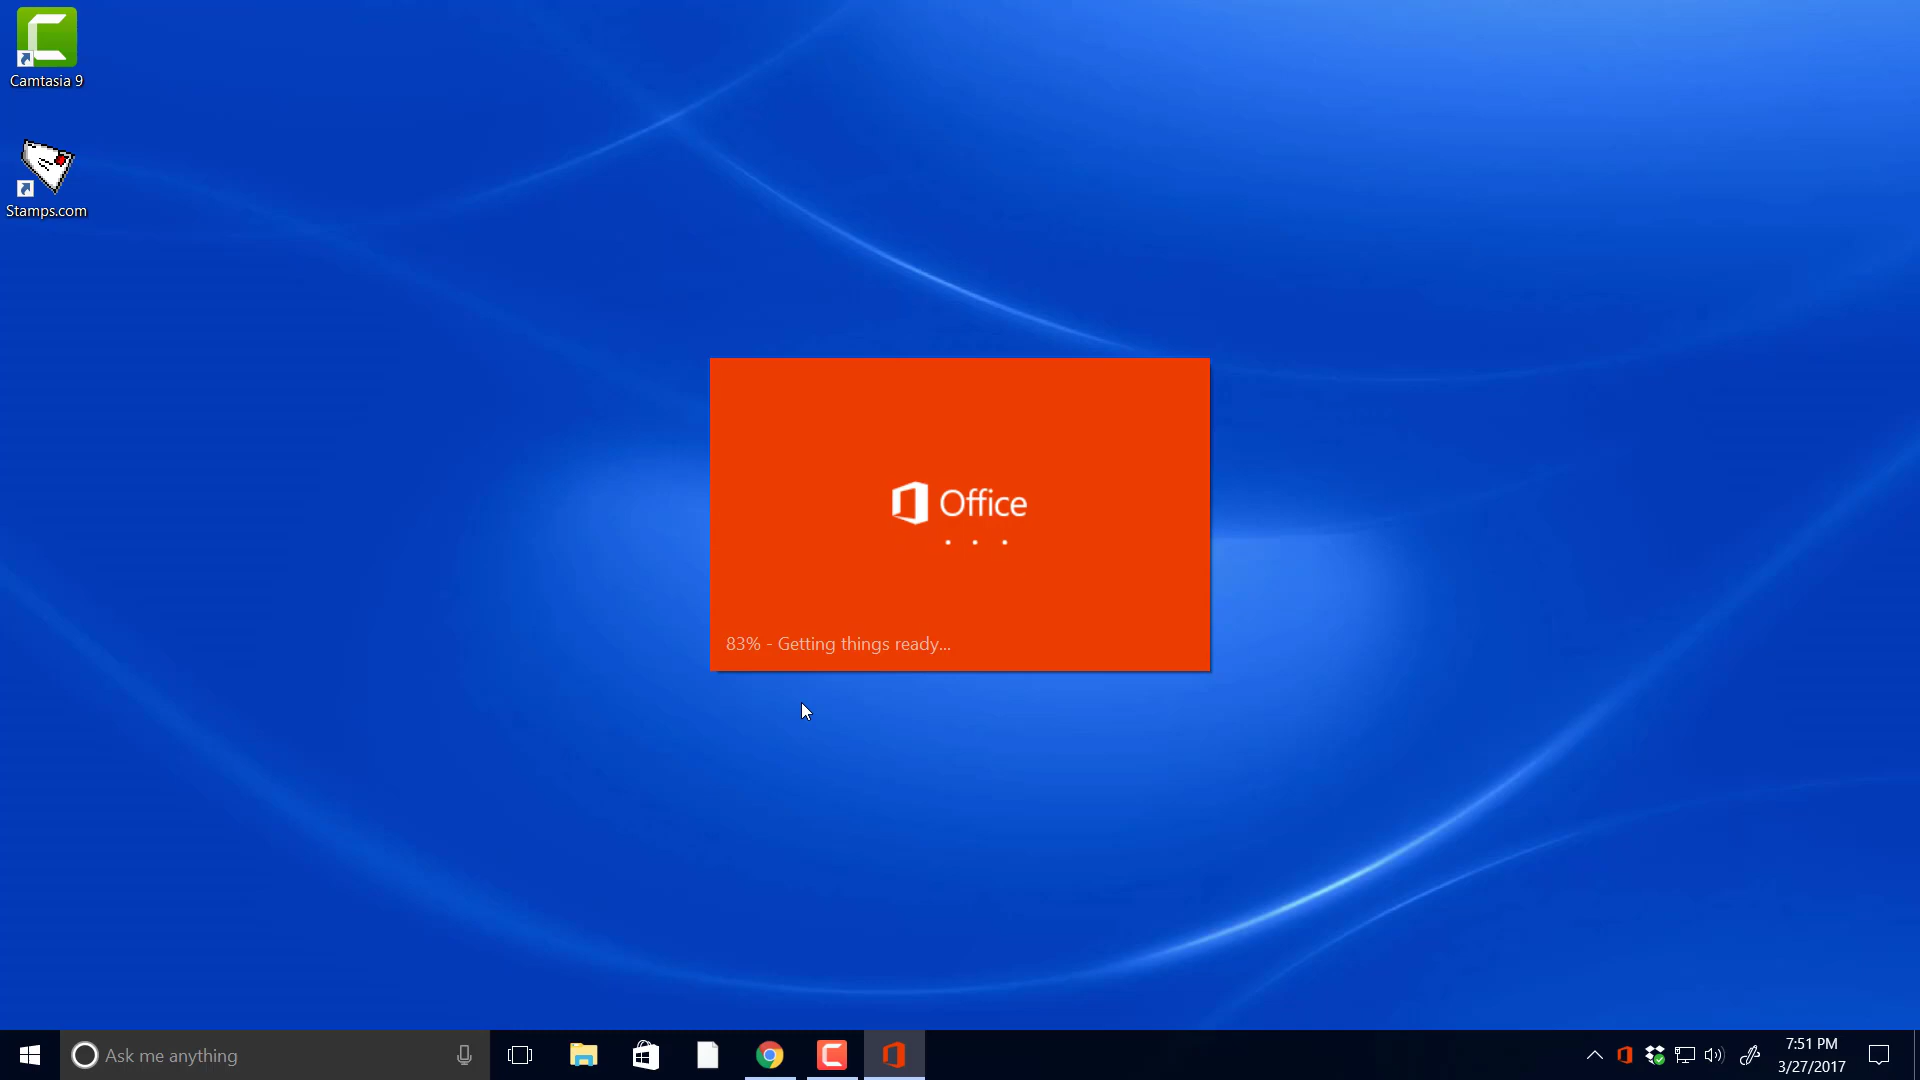 Camtasia 9
Stamps.com
Office
83% - Getting things ready...
Ask me anything
7:51 PM
3/27/2017